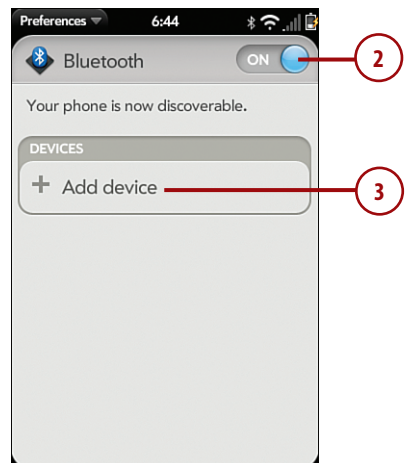 Preferences 6:44
Bluetooth ON
2
Your phone is now discoverable.
DEVICES
+ Add device
3